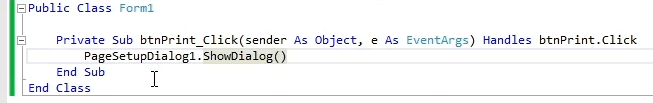 Public Class Form1
Private Sub btnPrint_Click(sender As Object, e As EventArgs) Handles btnPrint.Click
PageSetupDialog1.ShowDialog()
End Sub
End Class